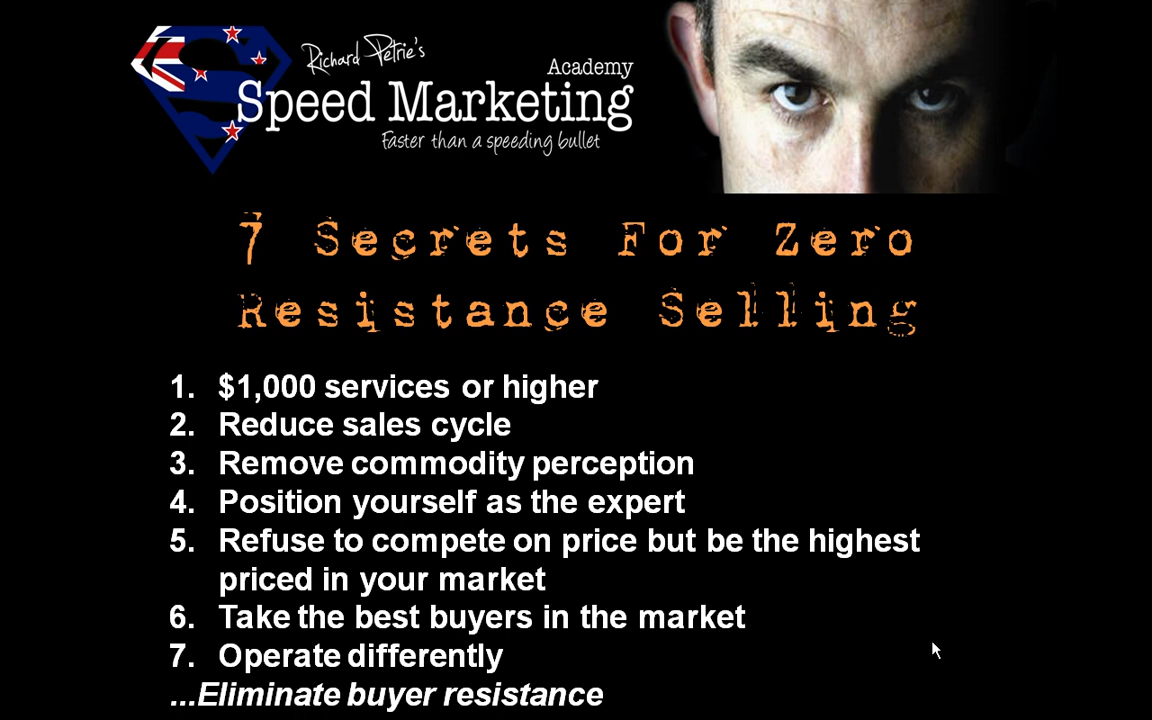 Richard Petrie's
Academy
Speed Marketing
Faster than a speeding bullet
7 Secrets For Zero
Resistance Selling
1. $1,000 services or higher
2. Reduce sales cycle
3. Remove commodity perception
4. Position yourself as the expert
5. Refuse to compete on price but be the highest
priced in your market
6. Take the best buyers in the market
7. Operate differently
...Eliminate buyer resistance